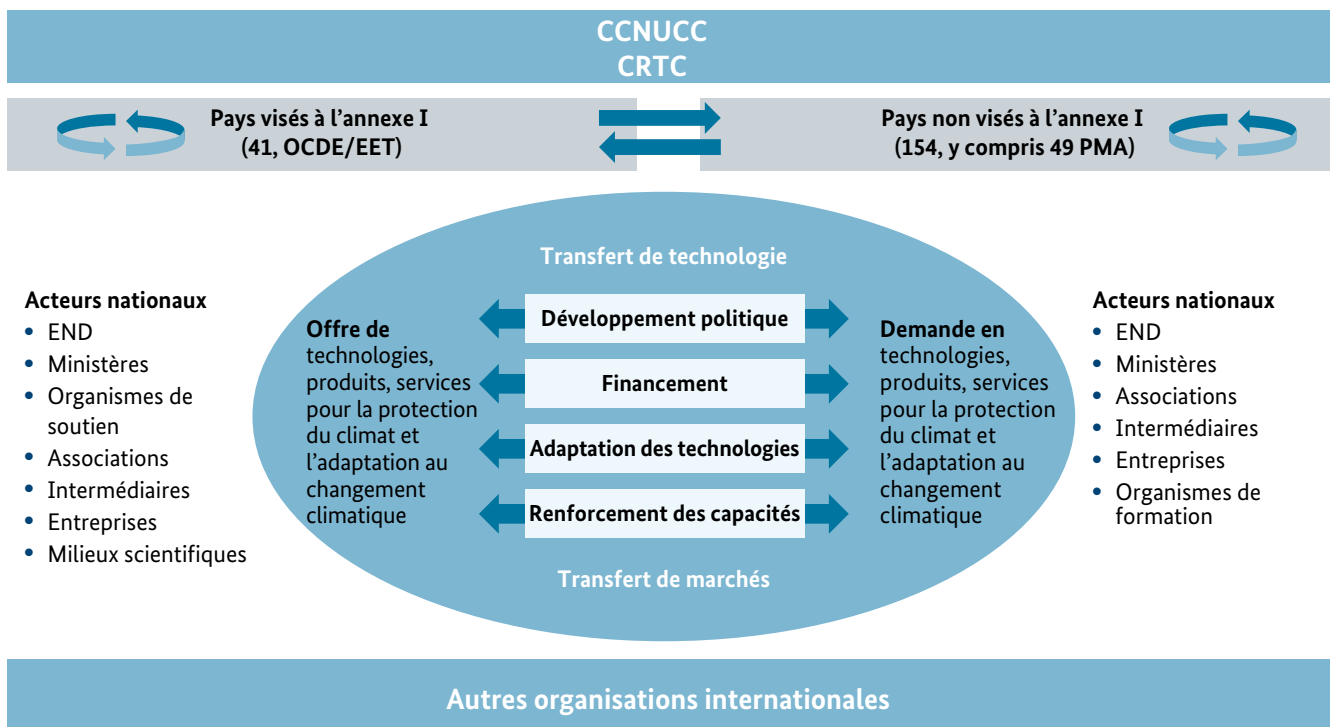 CCNUCC
CRTC
Pays visés à l’annexe I
(41, OCDE/EET)
Pays non visés à l’annexe I
(154, y compris 49 PMA)
Acteurs nationaux
• END
• Ministères
• Organismes de
soutien
• Associations
• Intermédiaires
• Entreprises
• Milieux scientifiques
Transfert de technologie
Offre de
technologies,
produits, services
pour la protection
du climat et
l’adaptation au
changement
climatique
Développement politique
Financement
Adaptation des technologies
Renforcement des capacités
Demande en
technologies,
produits, services
pour la protection
du climat et
l’adaptation au
changement
climatique
Transfert de marchés
Acteurs nationaux
• END
• Ministères
• Associations
• Intermédiaires
• Entreprises
• Organismes de
formation
Autres organisations internationales